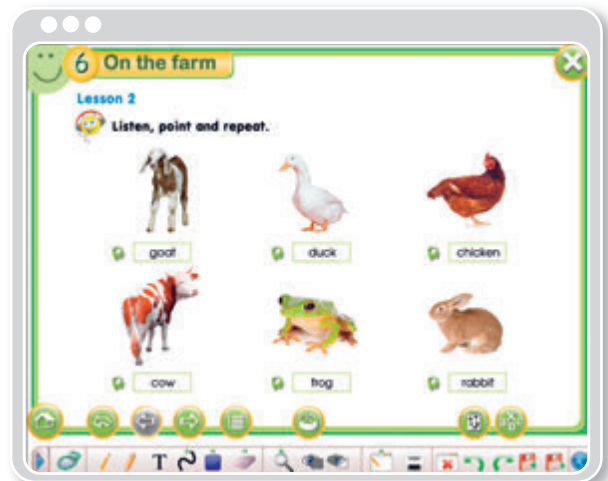 6 On the farm
Lesson 2
Listen, point and repeat.
goat duck chicken
cow frog rabbit
T